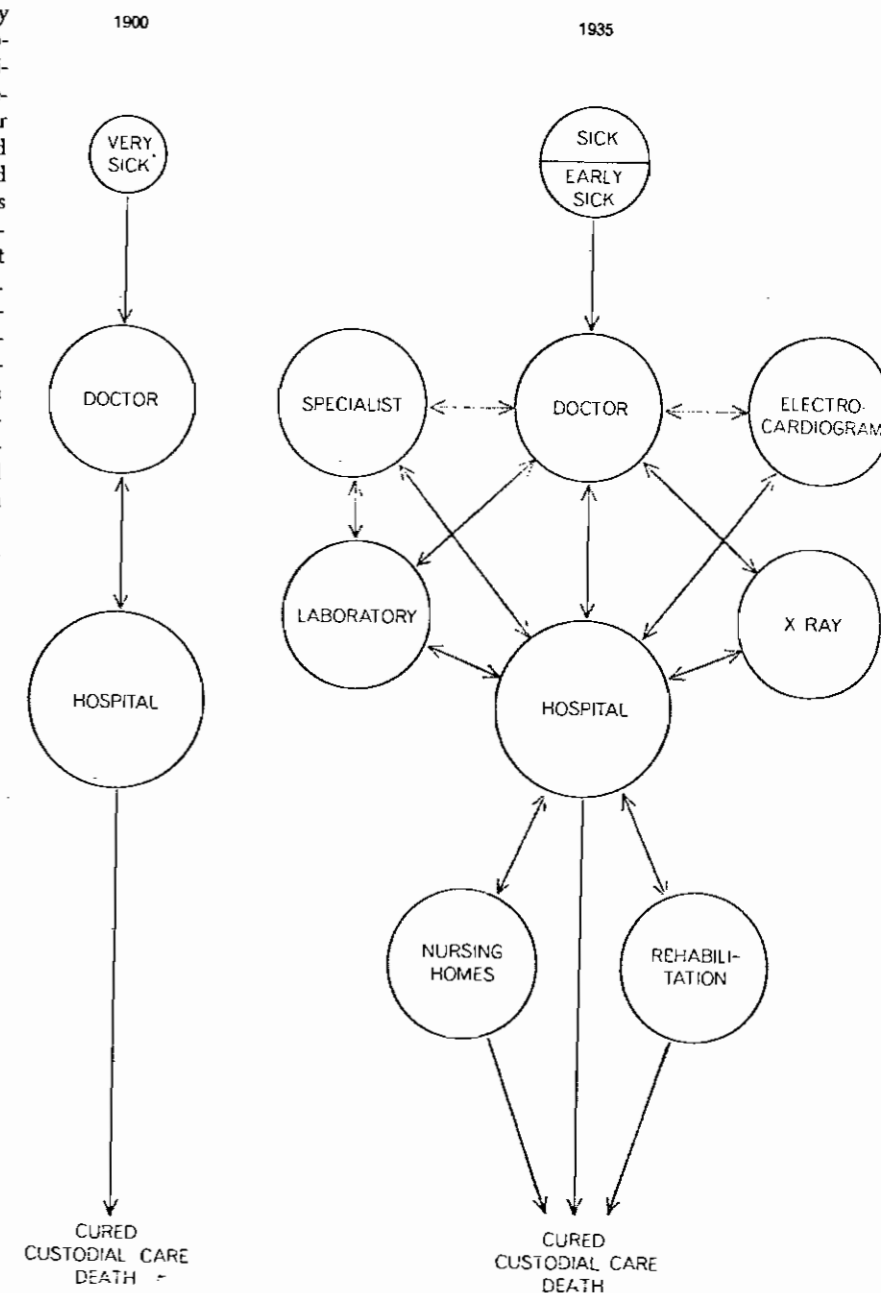 y
1900
1935
r
d
d
s
t
s
VERY
SICK
DOCTOR
HOSPITAL
CURED
CUSTODIAL CARE
DEATH
SICK
EARLY
SICK
SPECIALIST
DOCTOR
ELECTRO-
CARDIOGRAM
LABORATORY
X RAY
HOSPITAL
NURSING
HOMES
REHABILI-
TATION
CURED
CUSTODIAL CARE
DEATH